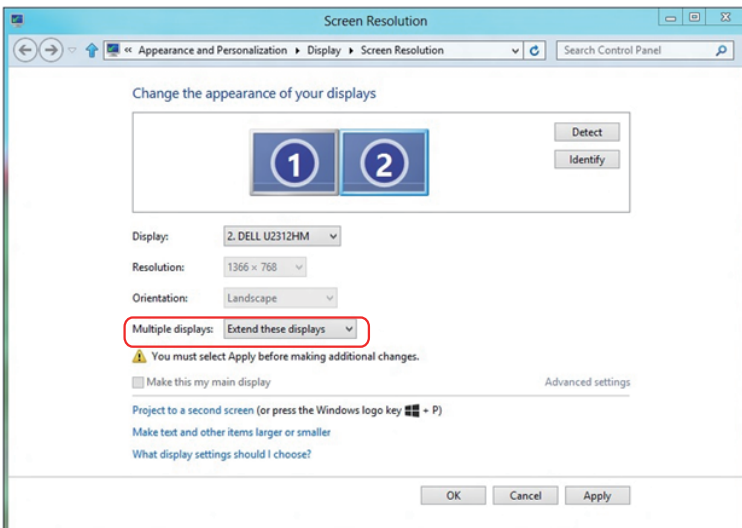 Screen Resolution
« Appearance and Personalization ▸ Display ▸ Screen Resolution
Search Control Panel
Change the appearance of your displays
1 2
Detect
Identify
Display: 2. DELL U2312HM
Resolution: 1366 × 768
Orientation: Landscape
Multiple displays: Extend these displays
You must select Apply before making additional changes.
Make this my main display
Advanced settings
Project to a second screen (or press the Windows logo key + P)
Make text and other items larger or smaller
What display settings should I choose?
OK Cancel Apply